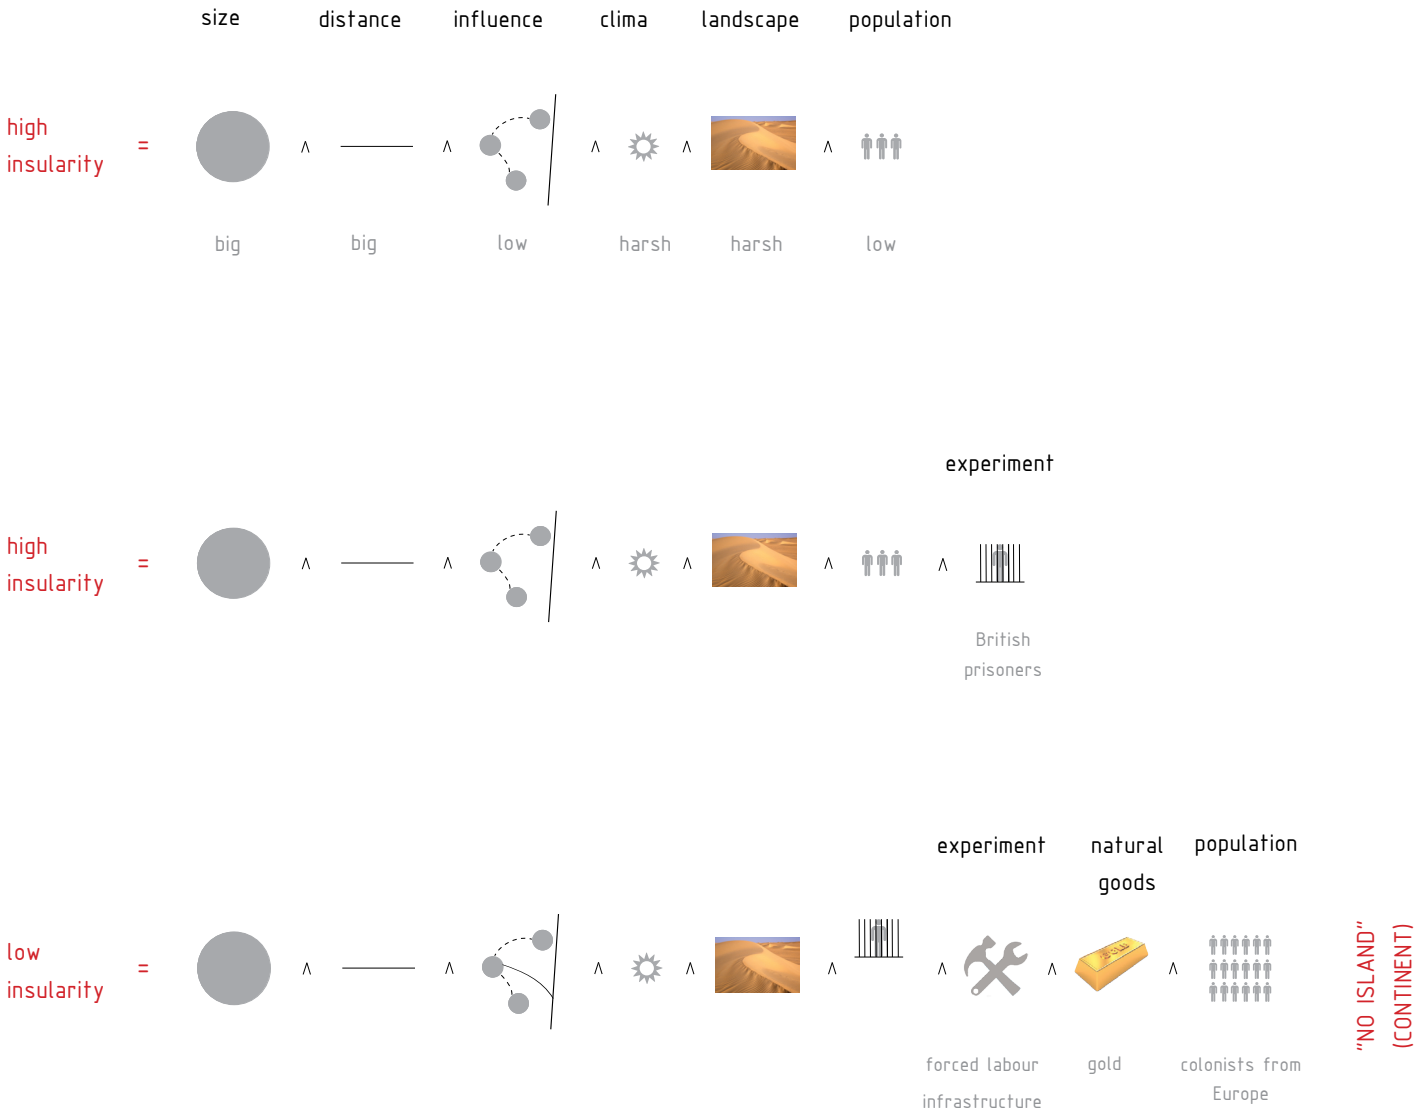 size distance influence clima landscape population
high
insularity
= ^ ^ ^ ^ ^
big big low harsh harsh low
experiment
high
insularity
= ^ ^ ^ ^ ^ ^
British
prisoners
experiment natural population
goods
low
insularity
= ^ ^ ^ ^ ^ ^ ^ ^
GOLD
forced labour gold colonists from
infrastructure Europe
"NO ISLAND"
(CONTINENT)